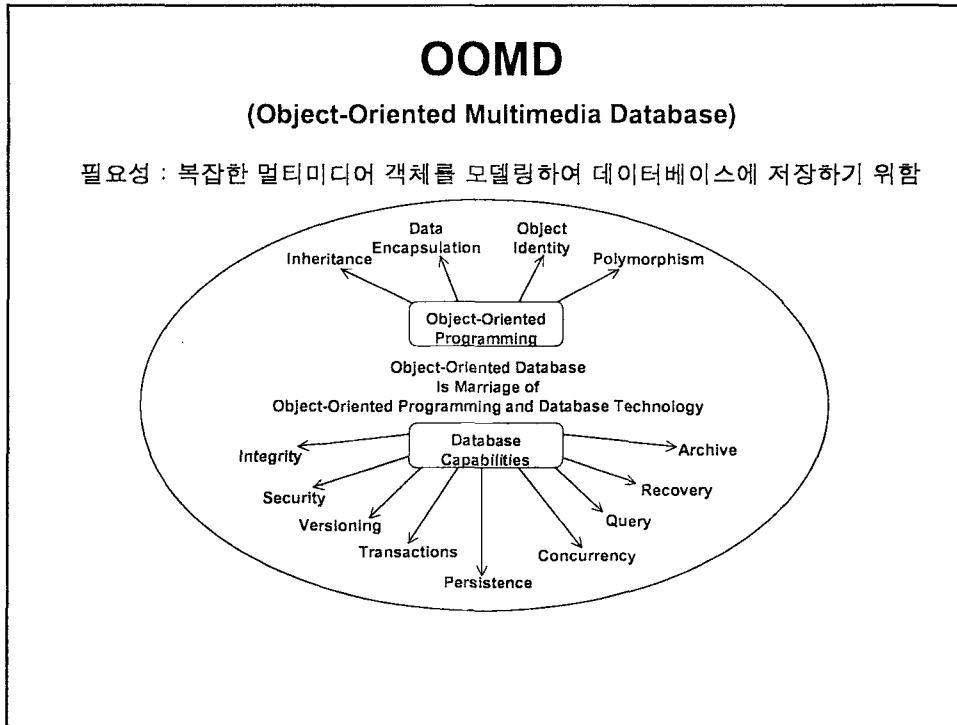 OOMD
(Object-Oriented Multimedia Database)
필요성 : 복잡한 멀티미디어 객체를 모델링하여 데이터베이스에 저장하기 위함
Data
Encapsulation
Object
Identity
Inheritance
Polymorphism
Object-Oriented
Programming
Object-Oriented Database
Is Marriage of
Object-Oriented Programming and Database Technology
Database
Capabilities
Integrity
Archive
Security
Recovery
Versioning
Query
Transactions
Concurrency
Persistence